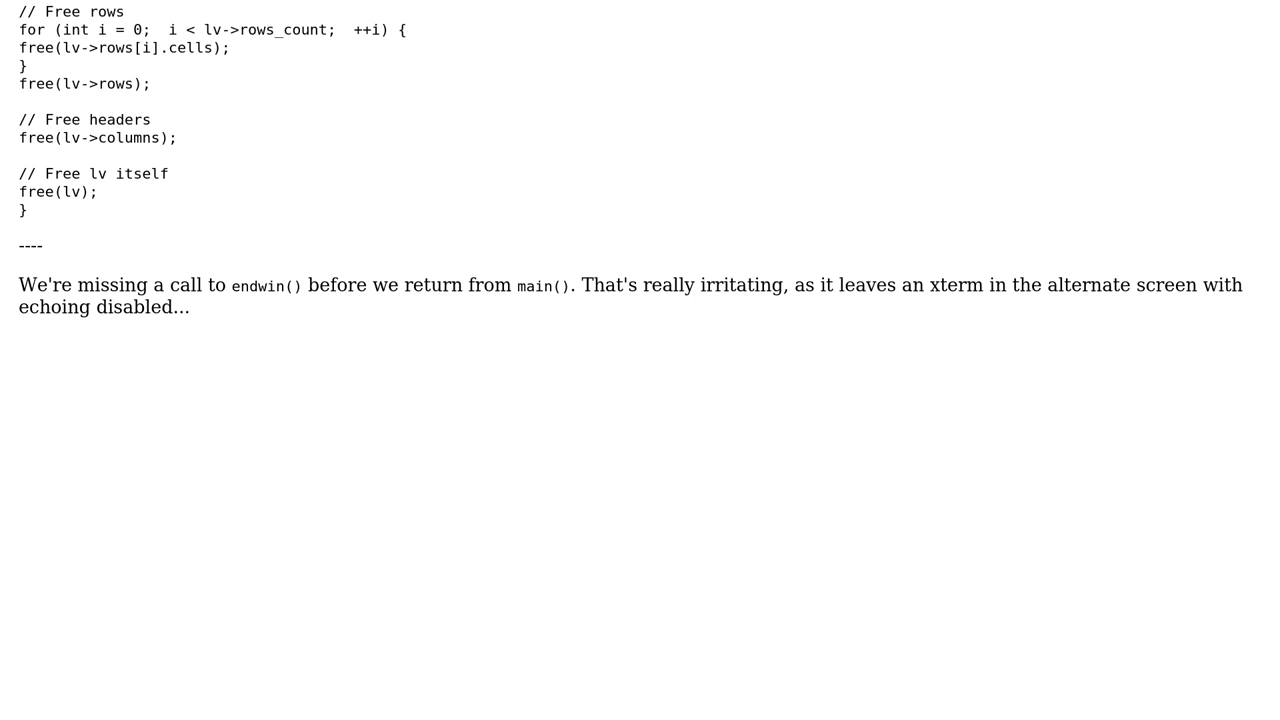 // Free rows
for (int i = 0;  i < lv->rows_count;  ++i) {
free(lv->rows[i].cells);
}
free(lv->rows);

// Free headers
free(lv->columns);

// Free lv itself
free(lv);
}

----

We're missing a call to endwin() before we return from main(). That's really irritating, as it leaves an xterm in the alternate screen with
echoing disabled...